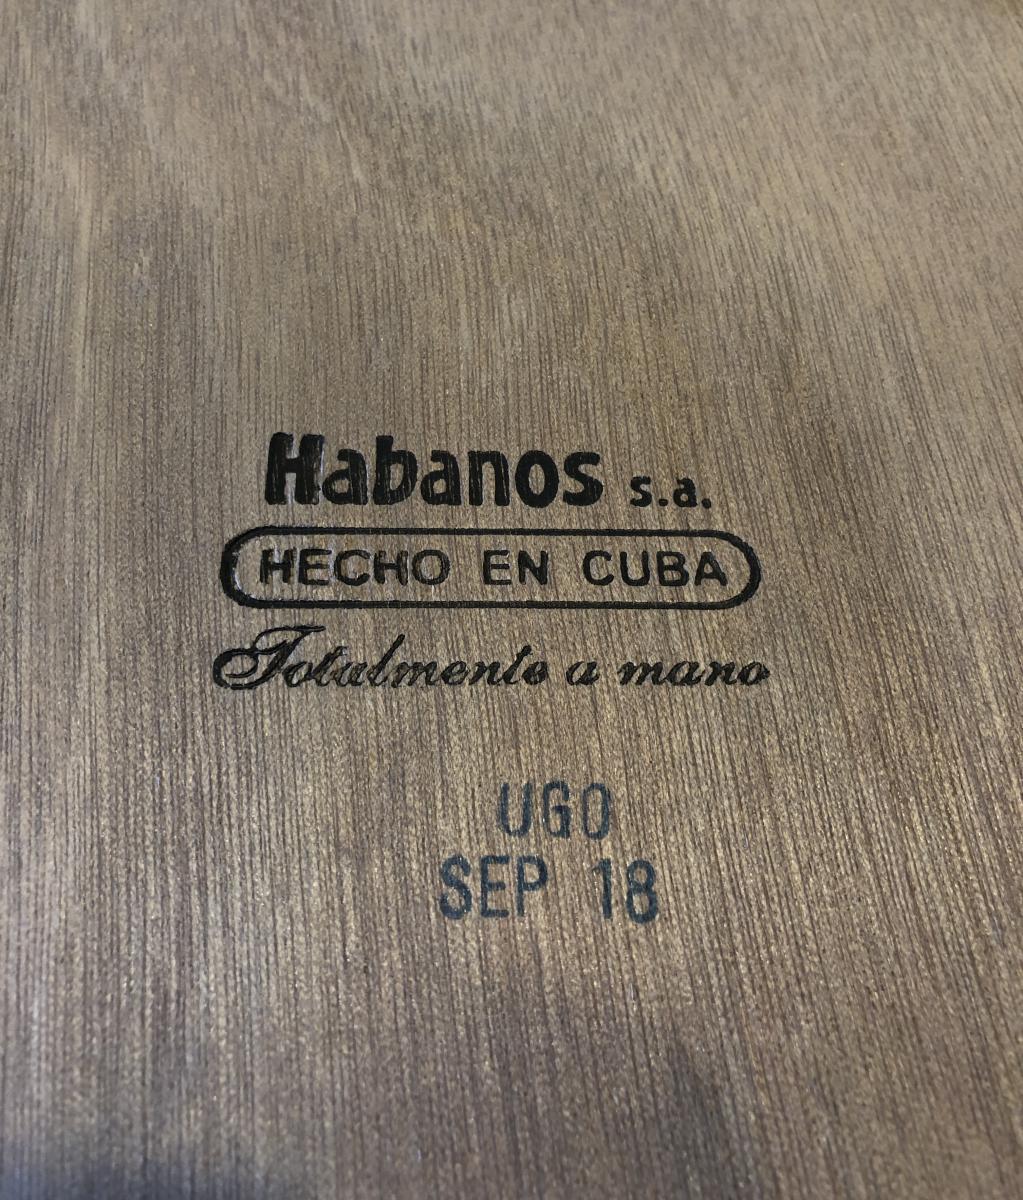 Habanos s.a.
HECHO EN CUBA
Totalmente a mano
UGO
SEP 18